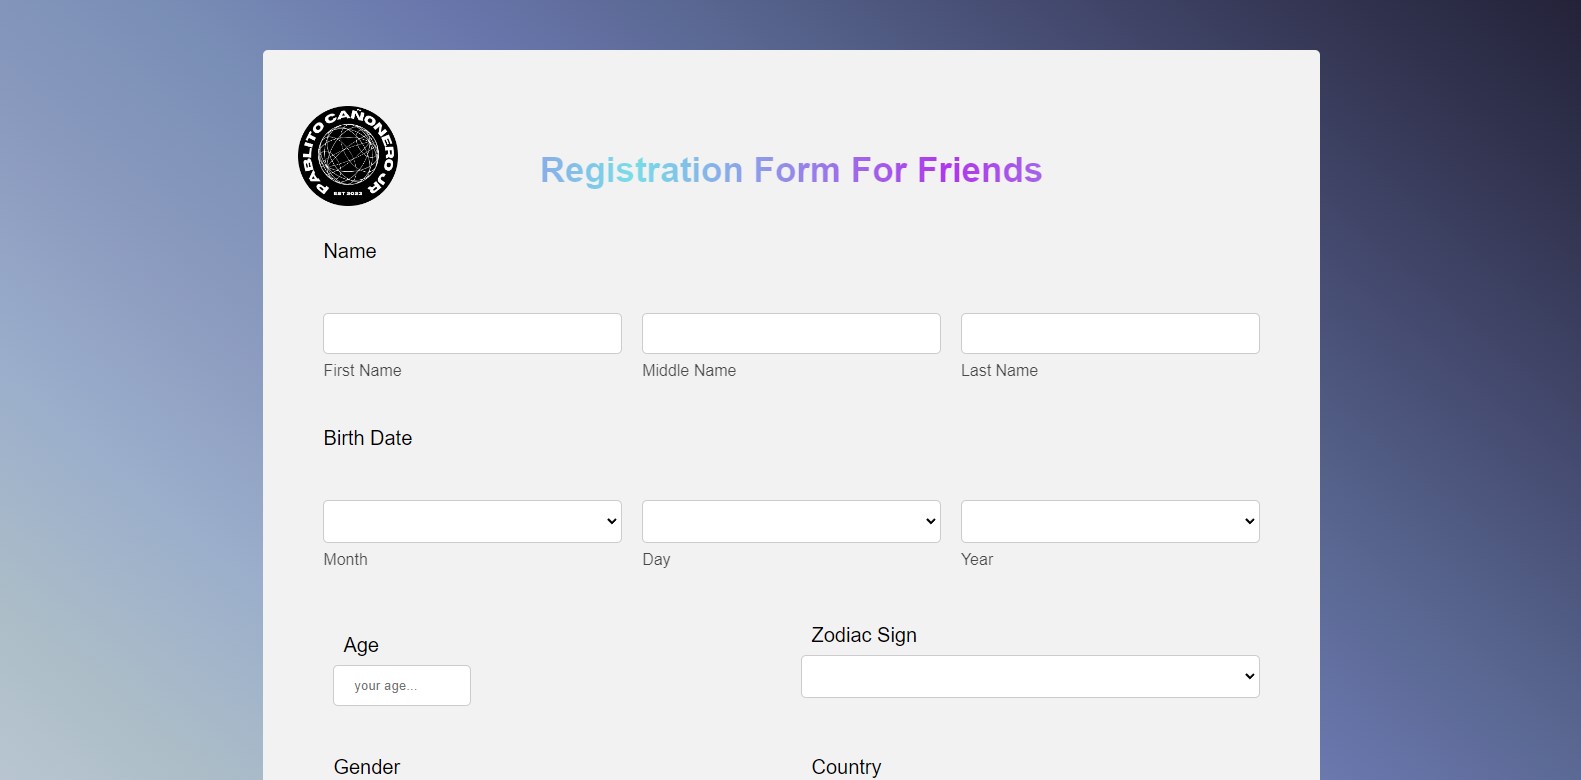 PABLITO CAÑONERO JR
EST 2022
Registration Form For Friends
Name
First Name
Middle Name
Last Name
Birth Date
Month
Day
Year
Age
Zodiac Sign
your age...
Gender
Country